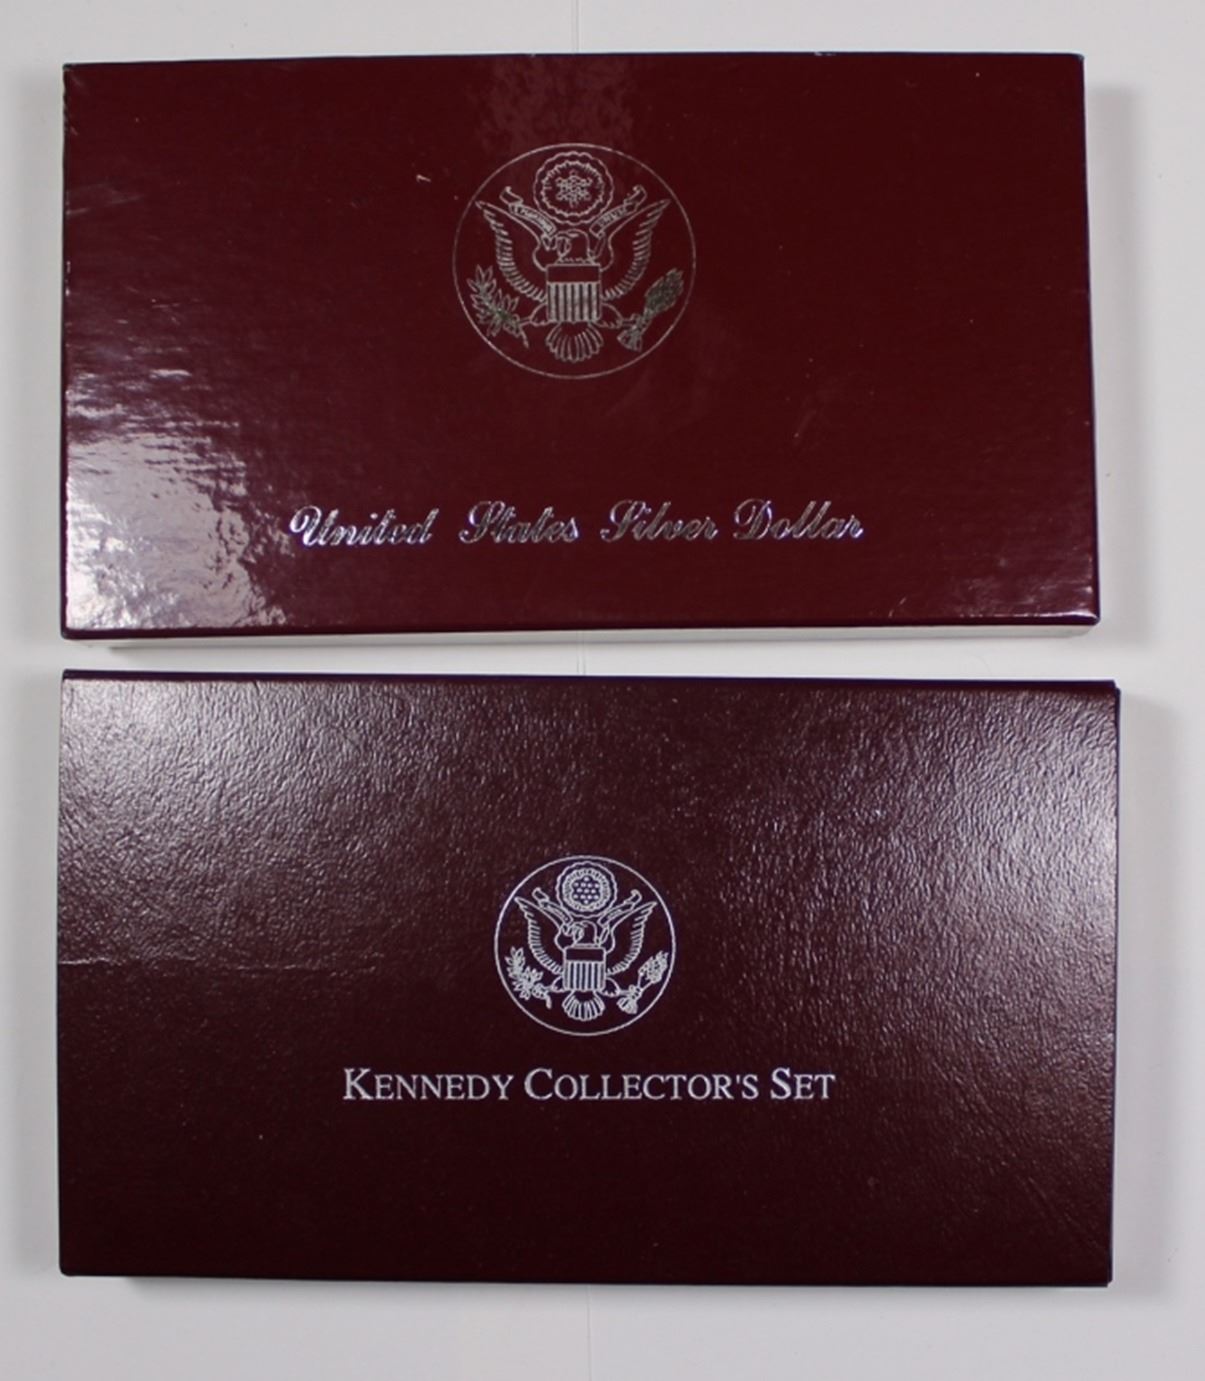 United States Silver Dollar
KENNEDY COLLECTOR'S SET